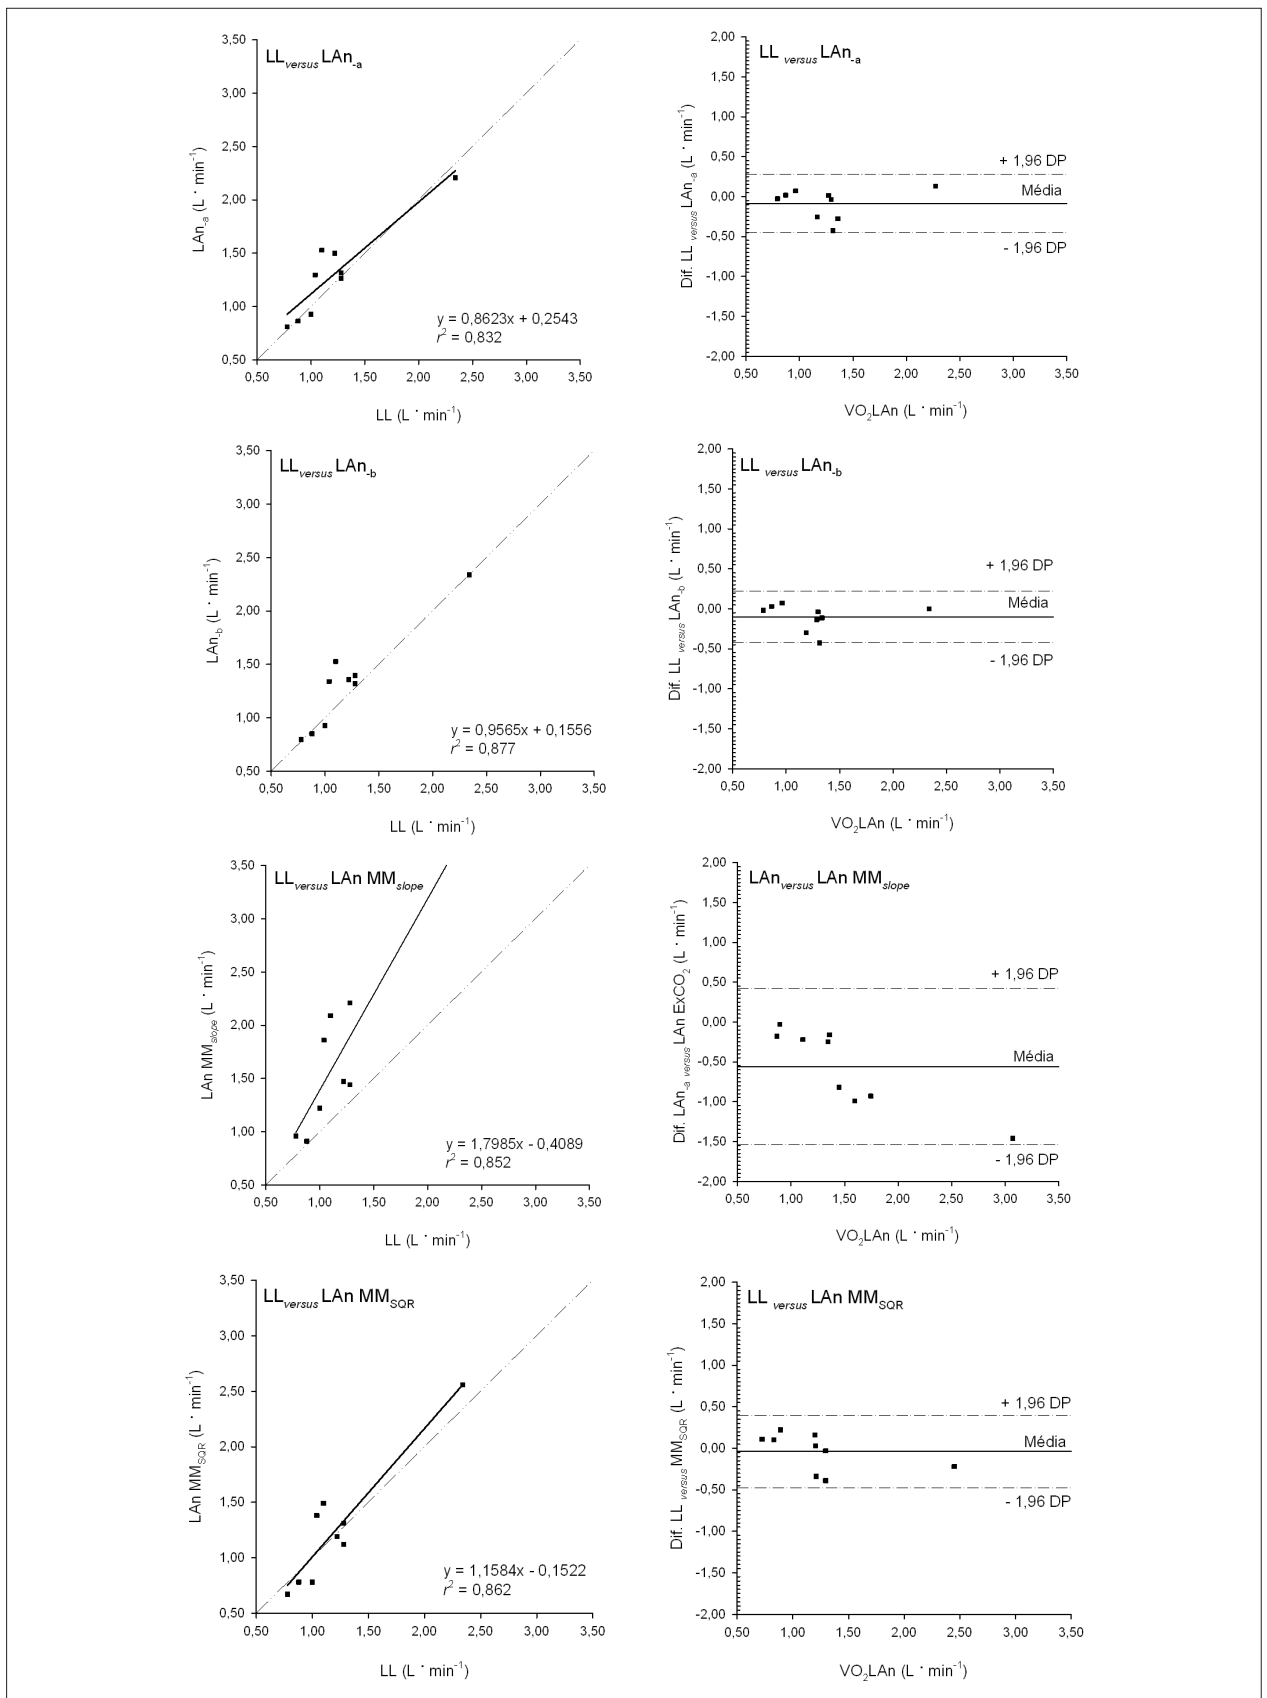 LL versus LAn-a
3,50
3,00
2,50
2,00
1,50
1,00
0,50
LAn-a (L · min-1)
y = 0,8623x + 0,2543
r2 = 0,832
0,50 1,00 1,50 2,00 2,50 3,00 3,50
LL (L · min-1)
LL versus LAn-a
2,00
1,50
1,00
0,50
0,00
-0,50
-1,00
-1,50
-2,00
Dif. LL versus LAn-a (L · min-1)
+ 1,96 DP
Média
- 1,96 DP
0,50 1,00 1,50 2,00 2,50 3,00 3,50
VO2LAn (L · min-1)
LL versus LAn-b
3,50
3,00
2,50
2,00
1,50
1,00
0,50
LAn-b (L · min-1)
y = 0,9565x + 0,1556
r2 = 0,877
0,50 1,00 1,50 2,00 2,50 3,00 3,50
LL (L · min-1)
LL versus LAn-b
2,00
1,50
1,00
0,50
0,00
-0,50
-1,00
-1,50
-2,00
Dif. LL versus LAn-b (L · min-1)
+ 1,96 DP
Média
- 1,96 DP
0,50 1,00 1,50 2,00 2,50 3,00 3,50
VO2LAn (L · min-1)
LL versus LAn MMslope
3,50
3,00
2,50
2,00
1,50
1,00
0,50
LAn MMslope (L · min-1)
y = 1,7985x - 0,4089
r2 = 0,852
0,50 1,00 1,50 2,00 2,50 3,00 3,50
LL (L · min-1)
LAn versus LAn MMslope
2,00
1,50
1,00
0,50
0,00
-0,50
-1,00
-1,50
-2,00
Dif. LAn-a versus LAn ExCO2 (L · min-1)
+ 1,96 DP
Média
- 1,96 DP
0,50 1,00 1,50 2,00 2,50 3,00 3,50
VO2LAn (L · min-1)
LL versus LAn MMSQR
3,50
3,00
2,50
2,00
1,50
1,00
0,50
LAn MMSQR (L · min-1)
y = 1,1584x - 0,1522
r2 = 0,862
0,50 1,00 1,50 2,00 2,50 3,00 3,50
LL (L · min-1)
LL versus LAn MMSQR
2,00
1,50
1,00
0,50
0,00
-0,50
-1,00
-1,50
-2,00
Dif. LL versus MMSQR (L · min-1)
+ 1,96 DP
Média
- 1,96 DP
0,50 1,00 1,50 2,00 2,50 3,00 3,50
VO2LAn (L · min-1)